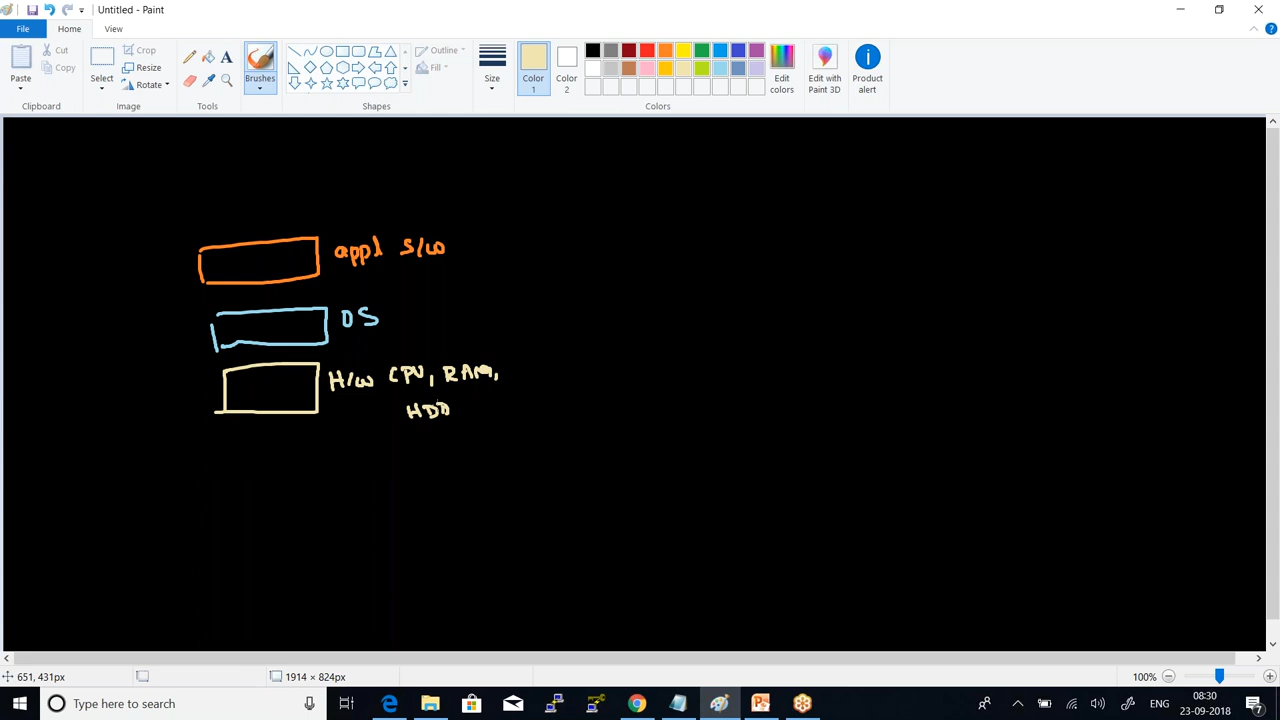 Untitled - Paint
File
Home
View
Paste
Cut
Copy
Clipboard
Select
Crop
Resize
Rotate
Image
Tools
Brushes
Outline
Fill
Shapes
Size
Color 1
Color 2
Edit colors
Colors
Edit with Paint 3D
Product alert
appl S/W
OS
H/W CPU, RAM,
HDD
651, 431px
1914 × 824px
100%
Type here to search
ENG
08:30
23-09-2018